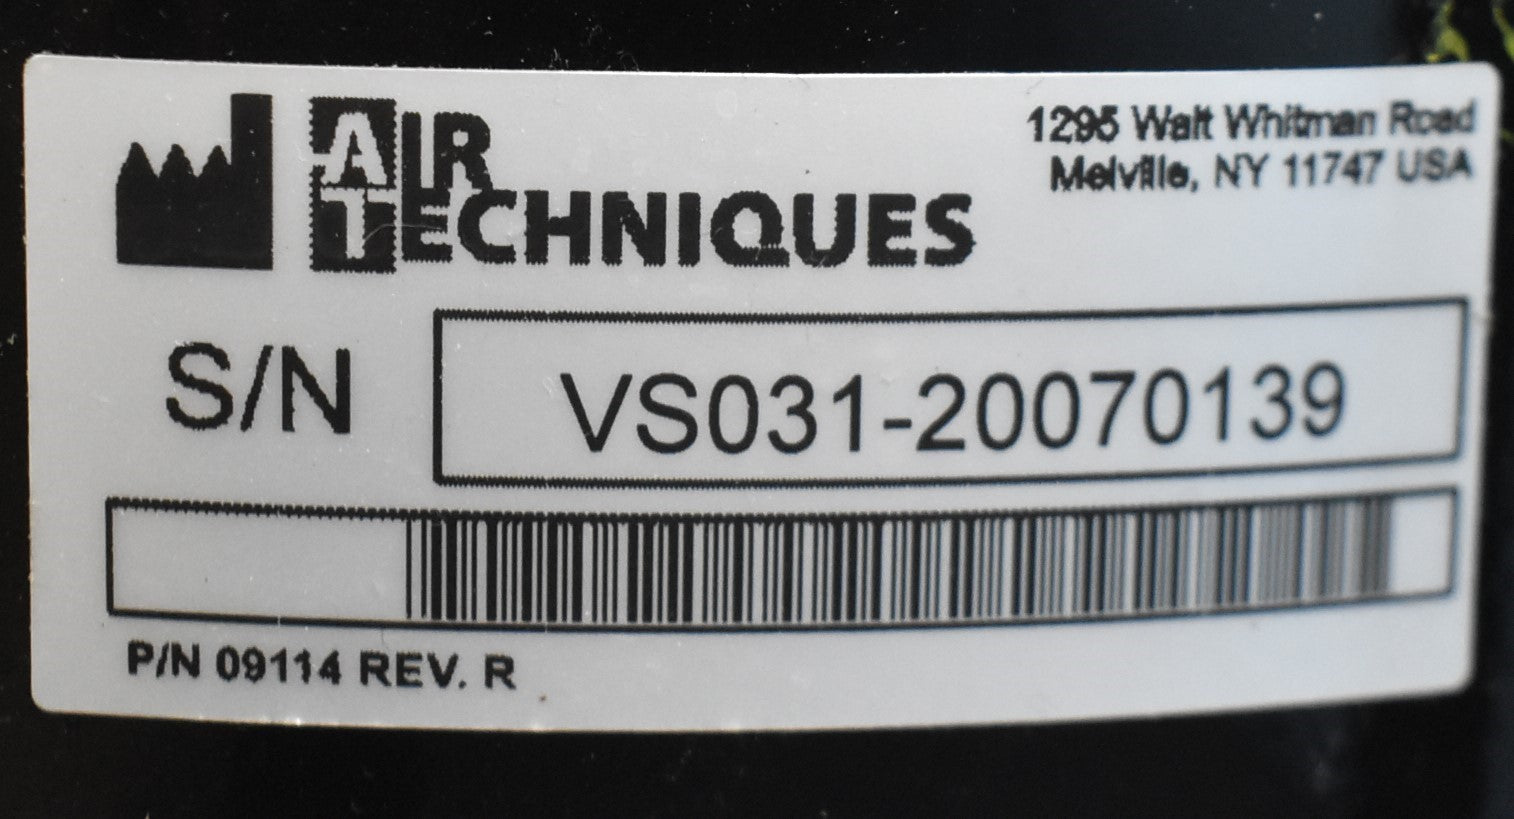 AIR
TECHNIQUES
1295 Walt Whitman Road
Melville, NY 11747 USA
S/N
VS031-20070139
P/N 09114 REV. R